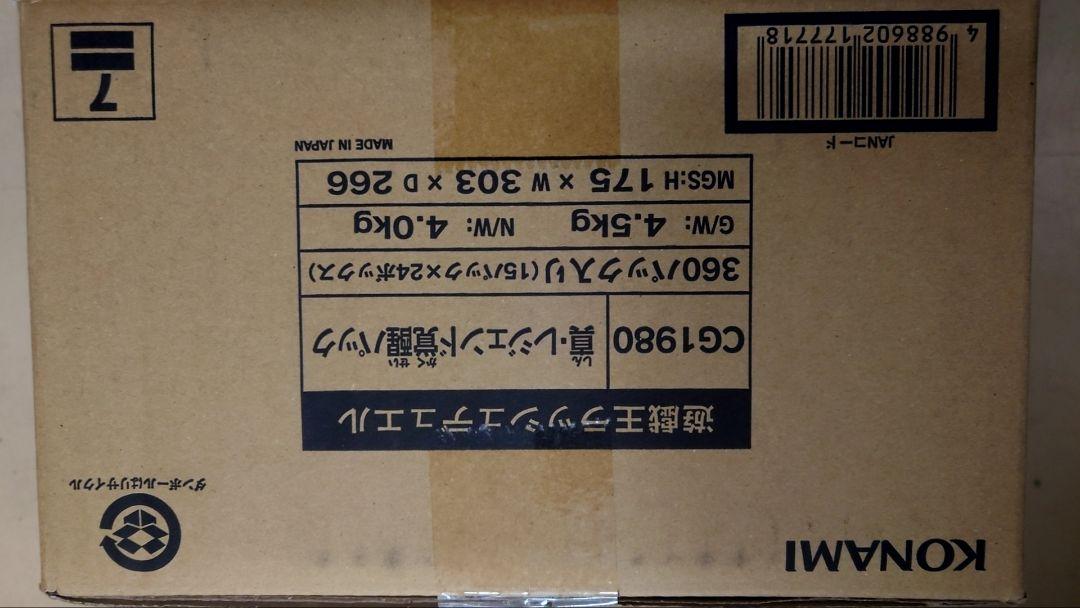 KONAMI
ダンボールはリサイクル
遊戯王ラッシュデュエル
CG1980
真・レジェンド覚醒パック
しん
かくせい
360パック入り(15パック×24ボックス)
G/W: 4.5kg N/W: 4.0kg
MGS:H 175 × W 303 × D 266
MADE IN JAPAN
JANコード
4 988602 177718
7